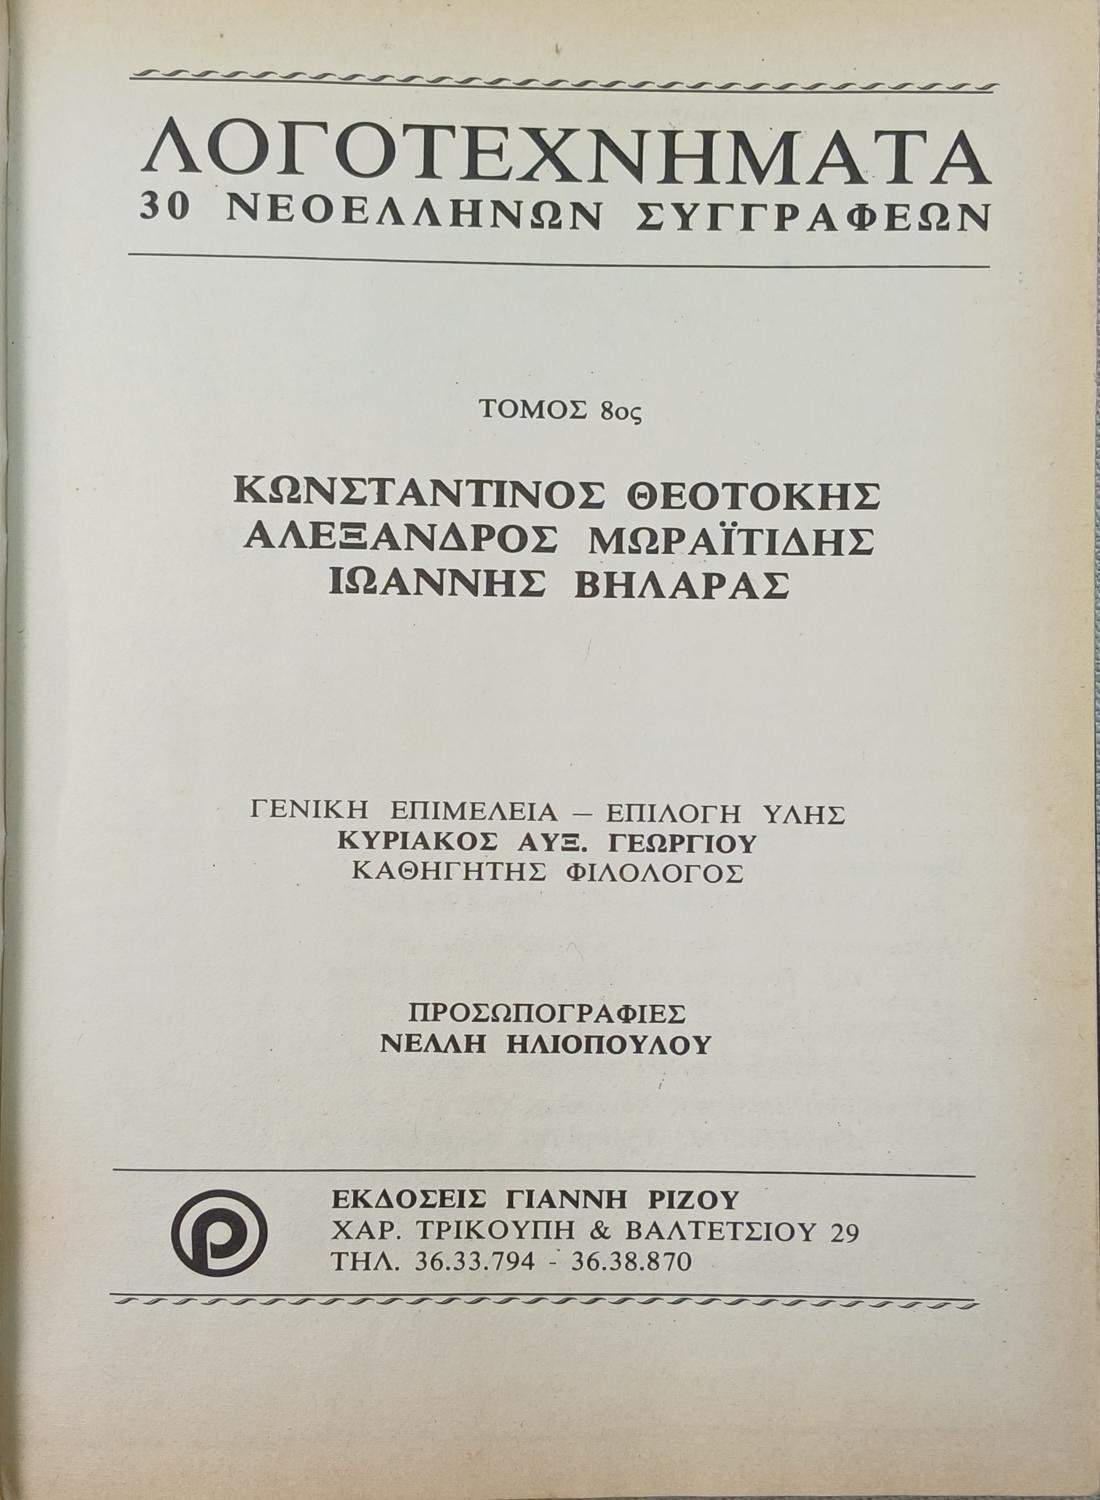 ΛΟΓΟΤΕΧΝΗΜΑΤΑ
30 ΝΕΟΕΛΛΗΝΩΝ ΣΥΓΓΡΑΦΕΩΝ
ΤΟΜΟΣ 8ος
ΚΩΝΣΤΑΝΤΙΝΟΣ ΘΕΟΤΟΚΗΣ
ΑΛΕΞΑΝΔΡΟΣ ΜΩΡΑΪΤΙΔΗΣ
ΙΩΑΝΝΗΣ ΒΗΛΑΡΑΣ
ΓΕΝΙΚΗ ΕΠΙΜΕΛΕΙΑ — ΕΠΙΛΟΓΗ ΥΛΗΣ
ΚΥΡΙΑΚΟΣ ΑΥΞ. ΓΕΩΡΓΙΟΥ
ΚΑΘΗΓΗΤΗΣ ΦΙΛΟΛΟΓΟΣ
ΠΡΟΣΩΠΟΓΡΑΦΙΕΣ
ΝΕΛΛΗ ΗΛΙΟΠΟΥΛΟΥ
ΕΚΔΟΣΕΙΣ ΓΙΑΝΝΗ ΡΙΖΟΥ
ΧΑΡ. ΤΡΙΚΟΥΠΗ & ΒΑΛΤΕΤΣΙΟΥ 29
ΤΗΛ. 36.33.794 - 36.38.870